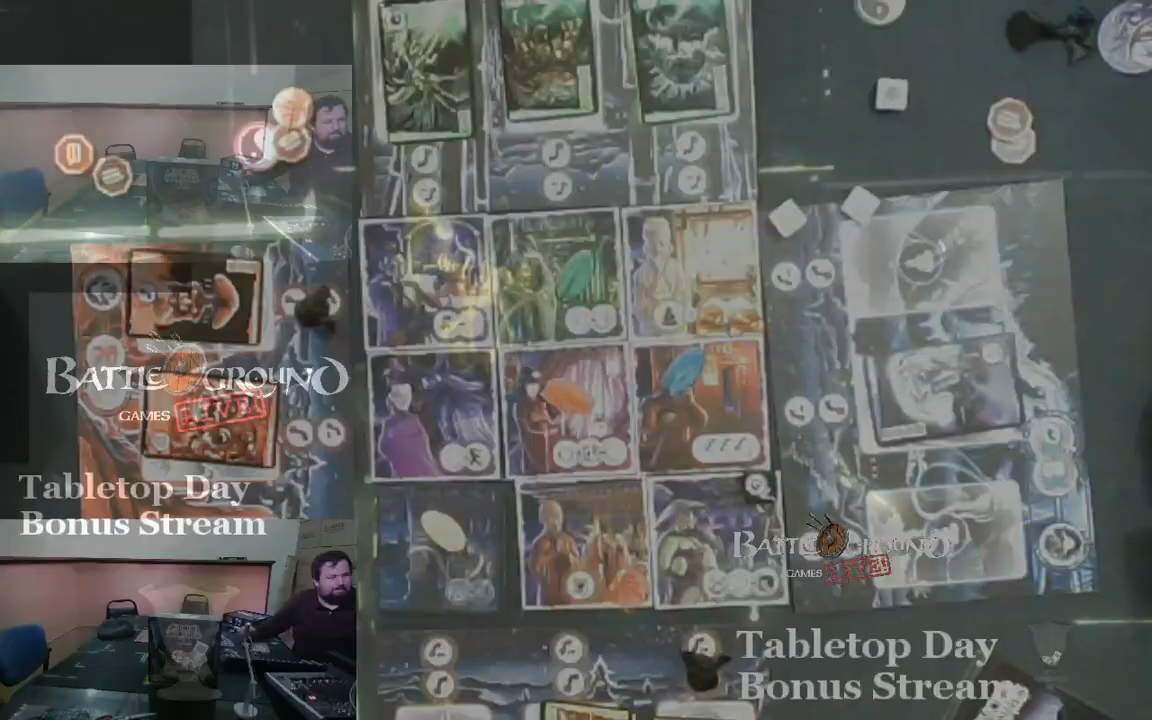 BATTLEGROUND
GAMES LIVE!
Tabletop Day
Bonus Stream
BATTLEGROUND
GAMES LIVE!
Tabletop Day
Bonus Stream